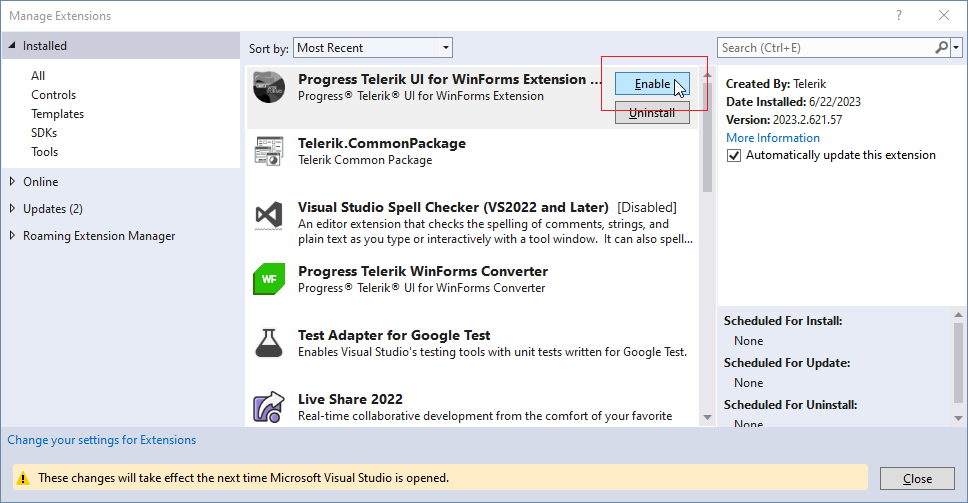 Manage Extensions
Installed
All
Controls
Templates
SDKs
Tools
Online
Updates (2)
Roaming Extension Manager
Sort by: Most Recent
Progress Telerik UI for WinForms Extension ...
Progress® Telerik® UI for WinForms Extension
Enable
Uninstall
Telerik.CommonPackage
Telerik Common Package
Visual Studio Spell Checker (VS2022 and Later) [Disabled]
An editor extension that checks the spelling of comments, strings, and
plain text as you type or interactively with a tool window. It can also spell...
WF
Progress Telerik WinForms Converter
Progress® Telerik® UI for WinForms Converter
Test Adapter for Google Test
Enables Visual Studio's testing tools with unit tests written for Google Test.
Live Share 2022
Real-time collaborative development from the comfort of your favorite
Search (Ctrl+E)
Created By: Telerik
Date Installed: 6/22/2023
Version: 2023.2.621.57
More Information
Automatically update this extension
Scheduled For Install:
None
Scheduled For Update:
None
Scheduled For Uninstall:
None
Change your settings for Extensions
These changes will take effect the next time Microsoft Visual Studio is opened.
Close